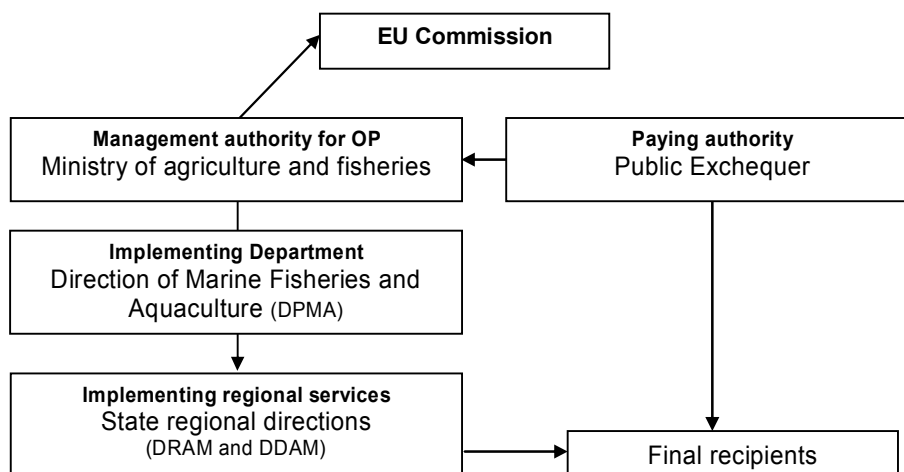 EU Commission
Management authority for OP
Ministry of agriculture and fisheries
Paying authority
Public Exchequer
Implementing Department
Direction of Marine Fisheries and
Aquaculture (DPMA)
Implementing regional services
State regional directions
(DRAM and DDAM)
Final recipients